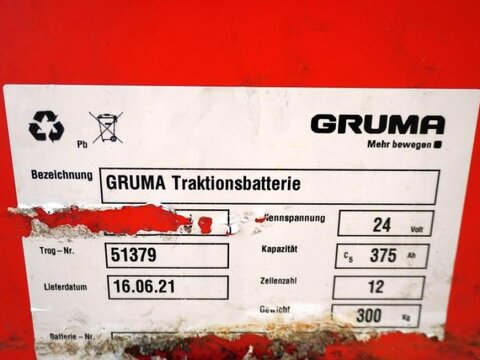 GRUMA
Mehr bewegen
Pb
Bezeichnung GRUMA Traktionsbatterie
Nennspannung 24 Volt
Trog-Nr. 51379 Kapazität C5 375 Ah
Lieferdatum 16.06.21 Zellenzahl 12
Gewicht 300 Kg
Batterie-Nr.